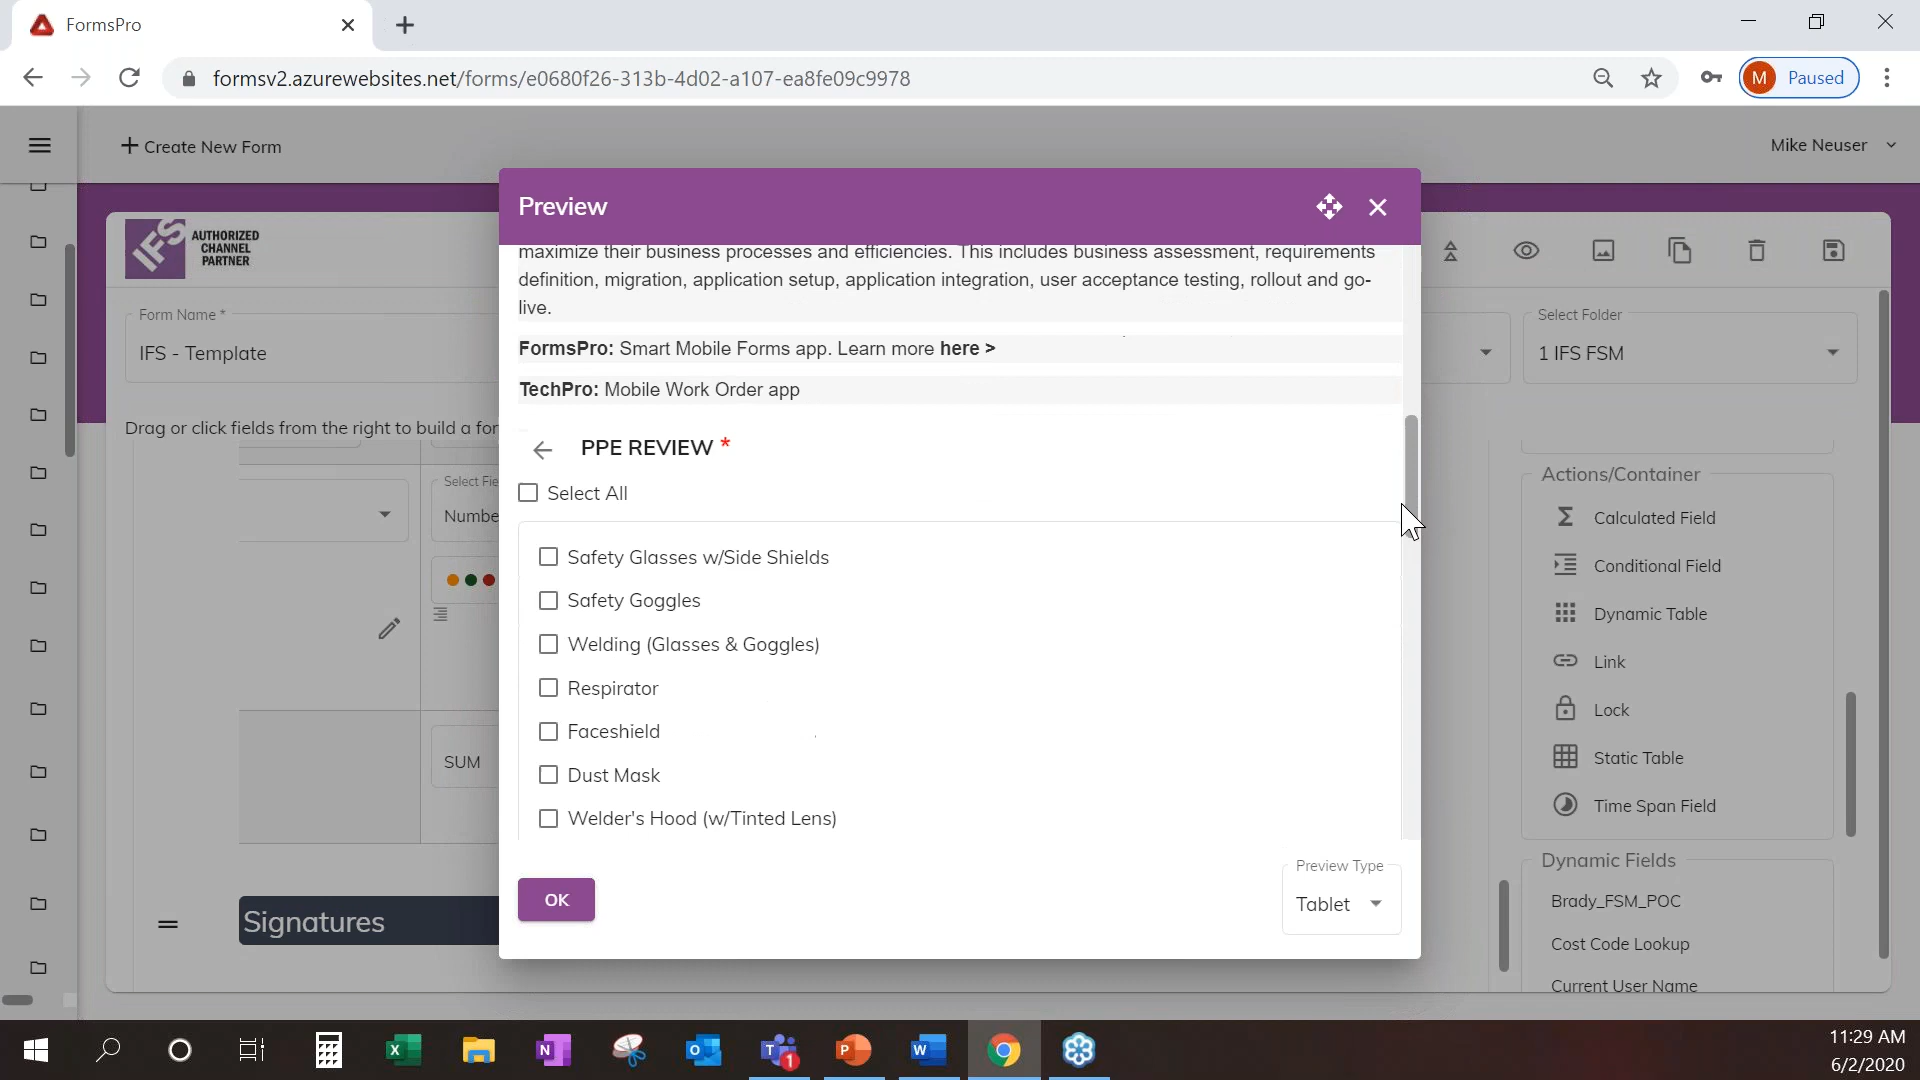 FormsPro
formsv2.azurewebsites.net/forms/e0680f26-313b-4d02-a107-ea8fe09c9978
M Paused
Create New Form
Mike Neuser
Preview
IFS AUTHORIZED
CHANNEL
PARTNER
maximize their business processes and efficiencies. This includes business assessment, requirements
definition, migration, application setup, application integration, user acceptance testing, rollout and go-
live.
Form Name *
IFS - Template
Select Folder
1 IFS FSM
FormsPro: Smart Mobile Forms app. Learn more here >
TechPro: Mobile Work Order app
Drag or click fields from the right to build a for
PPE REVIEW *
Select All
Select Fie
Numbe
Safety Glasses w/Side Shields
Safety Goggles
Welding (Glasses & Goggles)
Respirator
Faceshield
Dust Mask
Welder's Hood (w/Tinted Lens)
SUM
Signatures
OK
Preview Type
Tablet
Actions/Container
Calculated Field
Conditional Field
Dynamic Table
Link
Lock
Static Table
Time Span Field
Dynamic Fields
Brady_FSM_POC
Cost Code Lookup
Current User Name
1
11:29 AM
6/2/2020